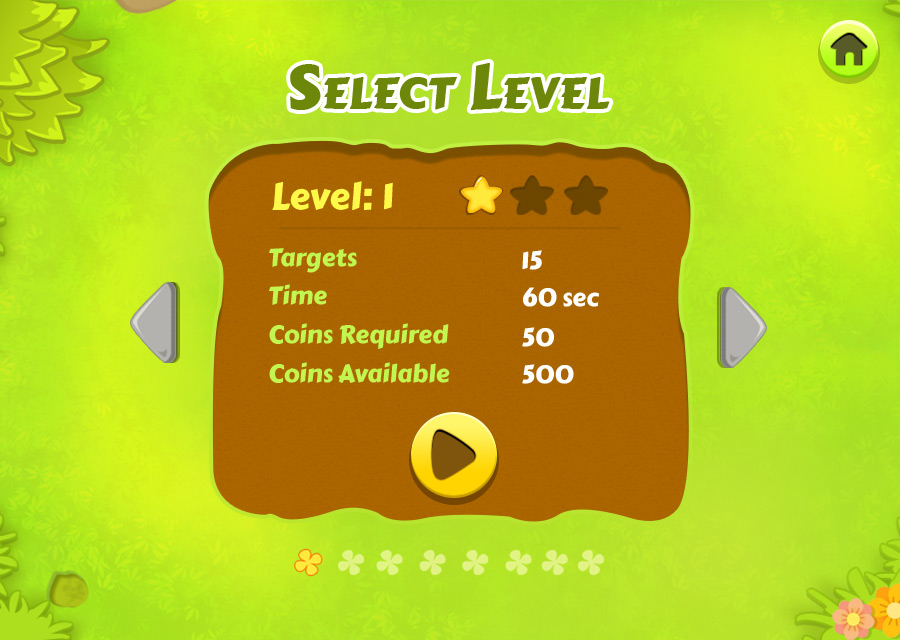 Select Level
Level: 1
Targets 15
Time 60 sec
Coins Required 50
Coins Available 500